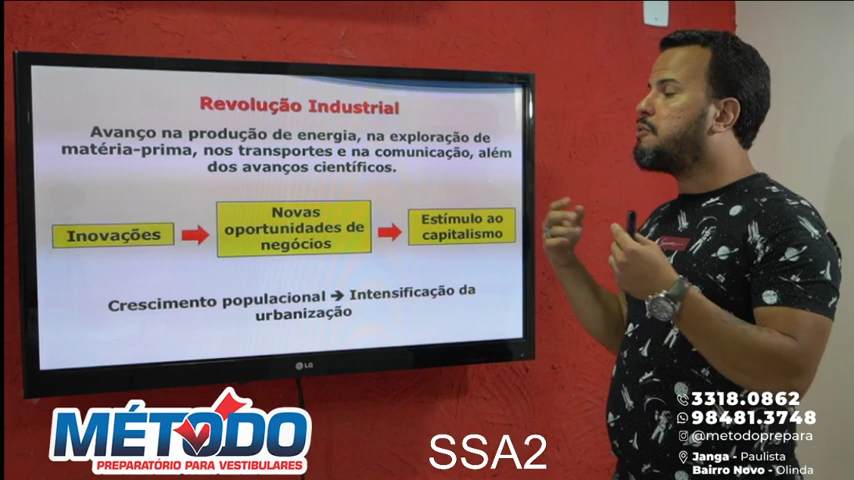 Revolução Industrial
Avanço na produção de energia, na exploração de
matéria-prima, nos transportes e na comunicação, além
dos avanços científicos.
Inovações
Novas
oportunidades de
negócios
Estímulo ao
capitalismo
Crescimento populacional ➔ Intensificação da
urbanização
LG
MÉTODO
PREPARATÓRIO PARA VESTIBULARES
SSA2
3318.0862
98481.3748
@metodoprepara
Janga - Paulista
Bairro Novo - Olinda